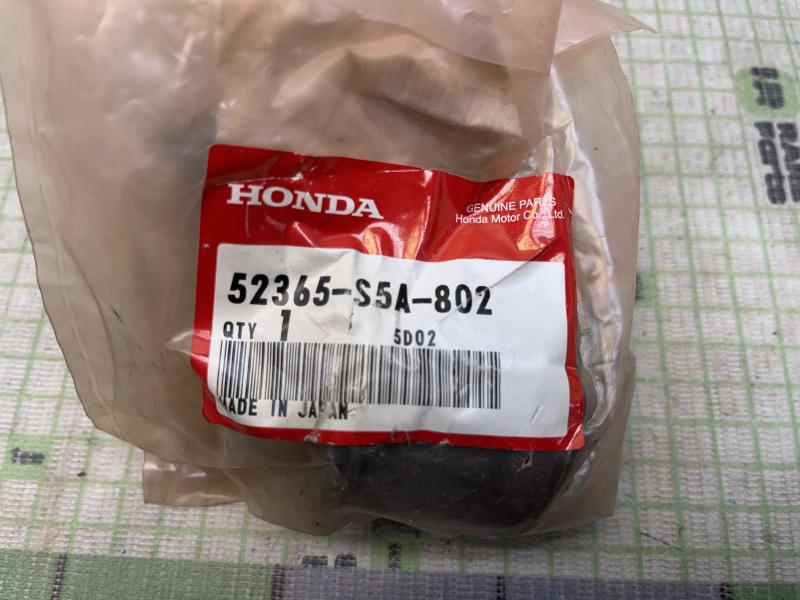 HONDA
GENUINE PARTS
Honda Motor Co., Ltd.
52365-S5A-802
QTY 1
5D02
MADE IN JAPAN